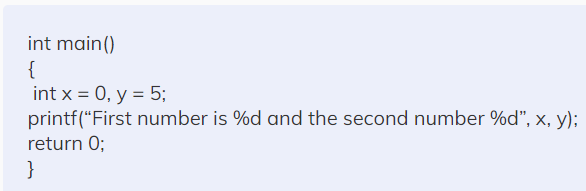 int main()
{
int x = 0, y = 5;
printf(“First number is %d and the second number %d”, x, y);
return 0;
}